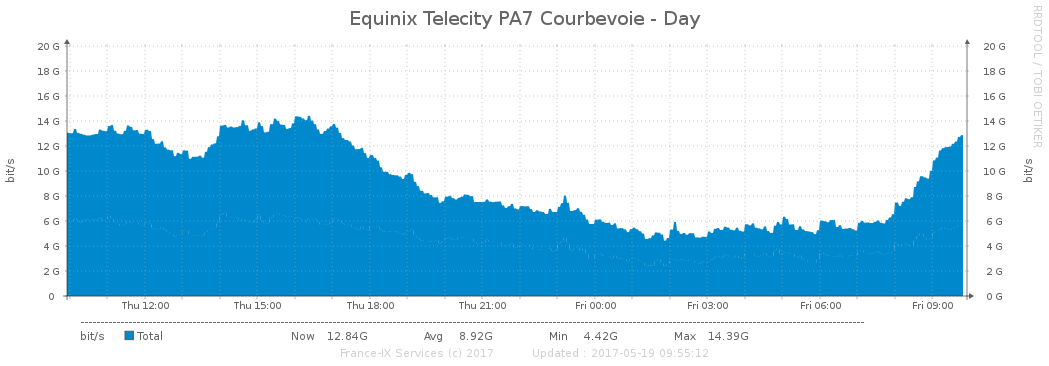 Equinix Telecity PA7 Courbevoie - Day
RRDTOOL / TOBI OETIKER
bit/s
20 G 20 G
18 G 18 G
16 G 16 G
14 G 14 G
12 G 12 G
10 G 10 G
8 G 8 G
6 G 6 G
4 G 4 G
2 G 2 G
0 0 G
bit/s
Thu 12:00 Thu 15:00 Thu 18:00 Thu 21:00 Fri 00:00 Fri 03:00 Fri 06:00 Fri 09:00
bit/s Total Now 12.84G Avg 8.92G Min 4.42G Max 14.39G
France-IX Services (c) 2017 Updated : 2017-05-19 09:55:12